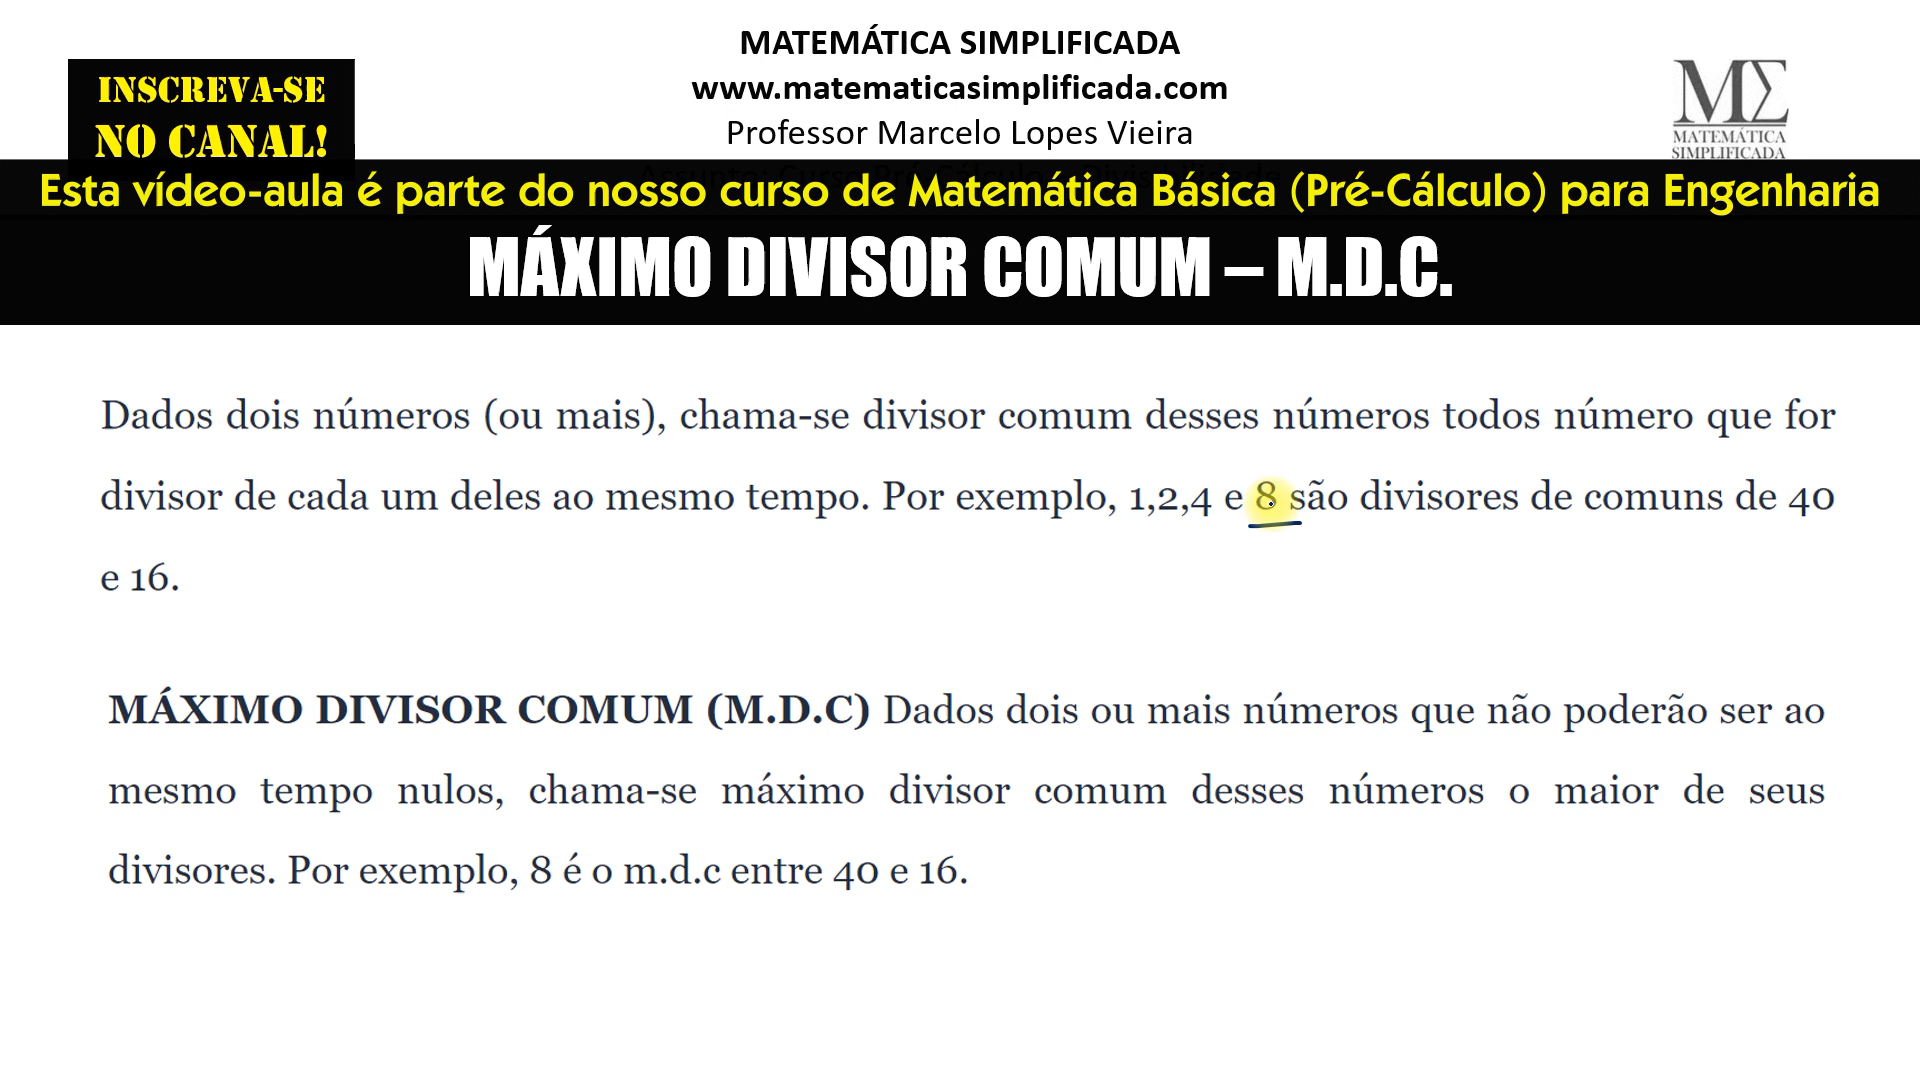 MATEMÁTICA SIMPLIFICADA
www.matematicasimplificada.com
Professor Marcelo Lopes Vieira
INSCREVA-SE
NO CANAL!
MΣ
MATEMÁTICA
SIMPLIFICADA
Esta vídeo-aula é parte do nosso curso de Matemática Básica (Pré-Cálculo) para Engenharia
MÁXIMO DIVISOR COMUM – M.D.C.
Dados dois números (ou mais), chama-se divisor comum desses números todos número que for
divisor de cada um deles ao mesmo tempo. Por exemplo, 1,2,4 e 8 são divisores de comuns de 40
e 16.
MÁXIMO DIVISOR COMUM (M.D.C) Dados dois ou mais números que não poderão ser ao
mesmo tempo nulos, chama-se máximo divisor comum desses números o maior de seus
divisores. Por exemplo, 8 é o m.d.c entre 40 e 16.